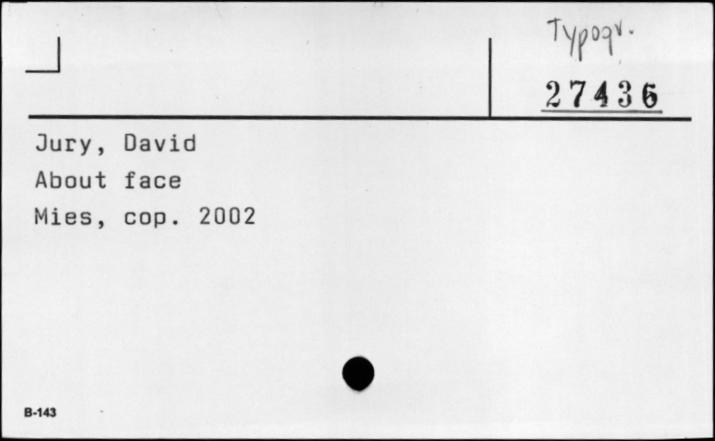 Typogr.
27436
Jury, David
About face
Mies, cop. 2002
B-143